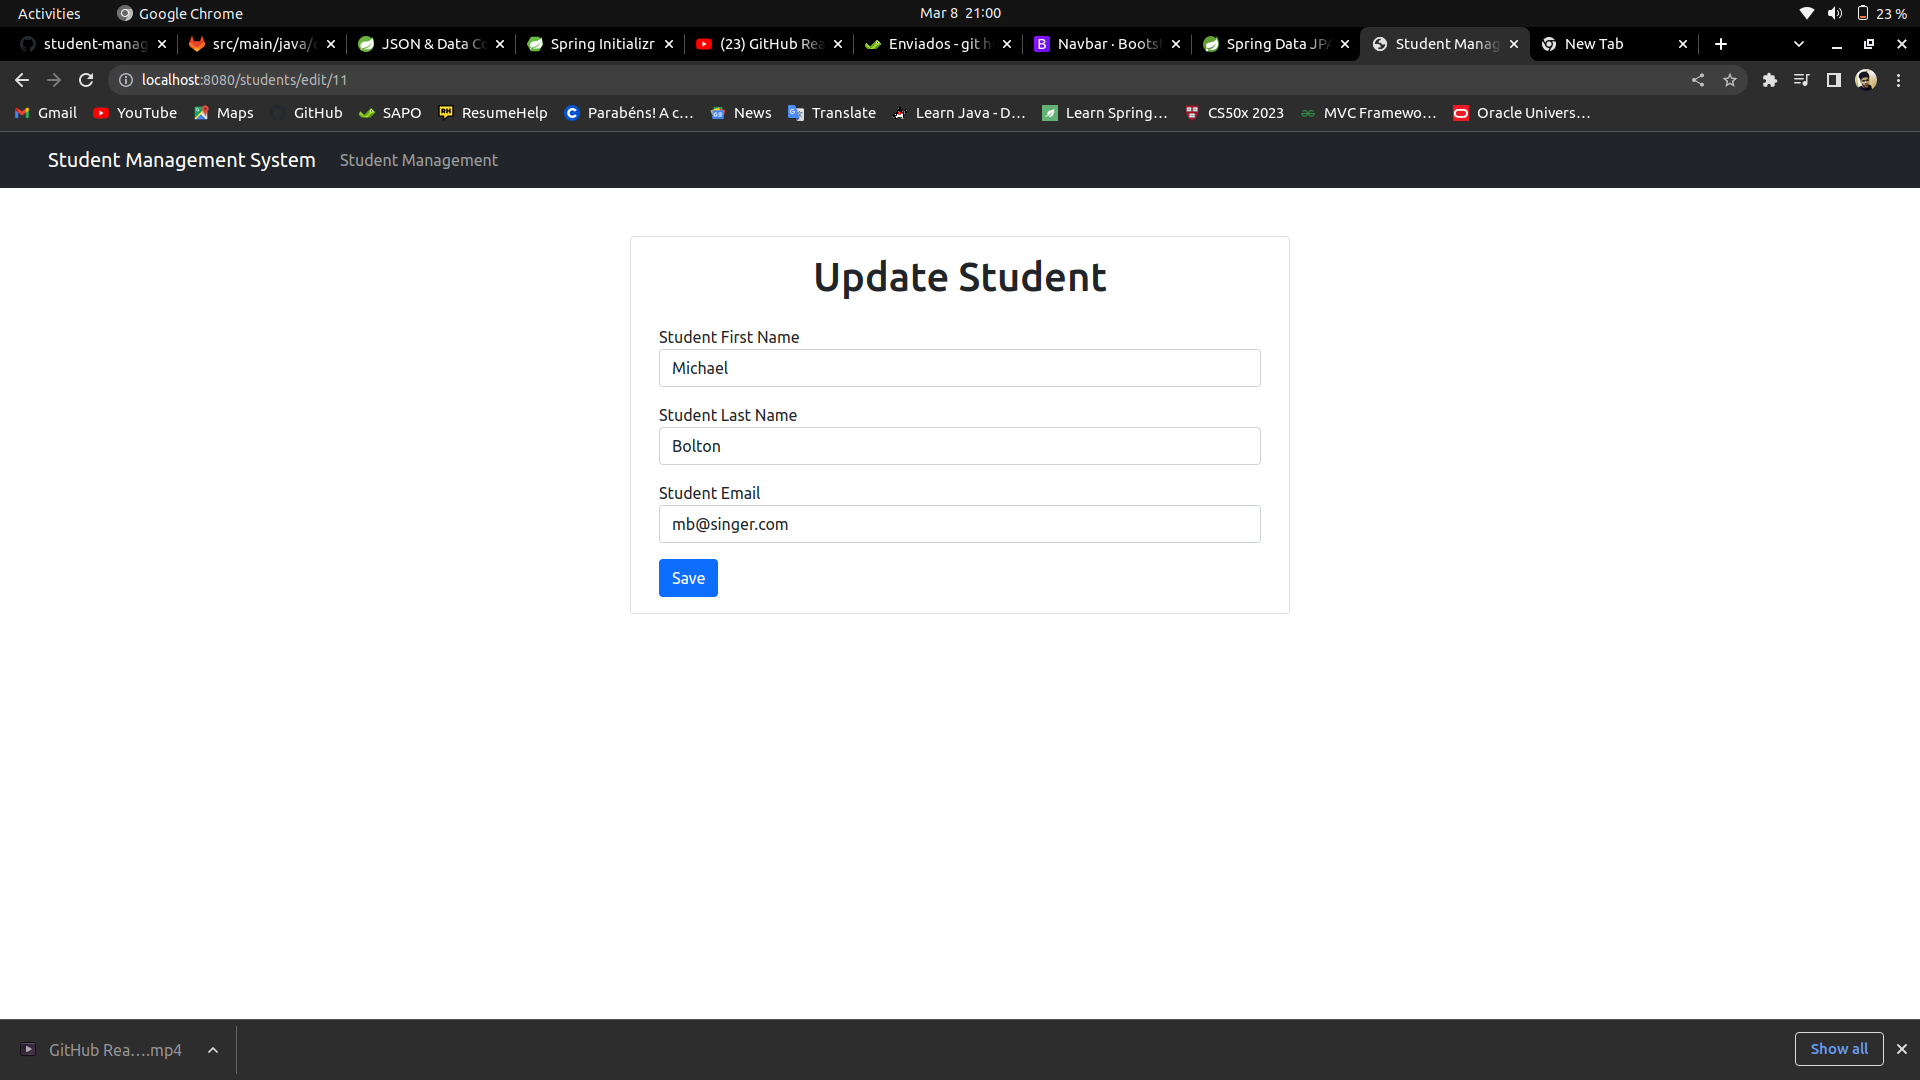 Activities Google Chrome Mar 8 21:00 23 %
student-manag src/main/java/ JSON & Data Co Spring Initializr (23) GitHub Rea Enviados - git h Navbar · Boots Spring Data JPA Student Manag New Tab
localhost:8080/students/edit/11
Gmail YouTube Maps GitHub SAPO ResumeHelp Parabéns! A c... News Translate Learn Java - D... Learn Spring... CS50x 2023 MVC Framewo... Oracle Univers...
Student Management System Student Management
Update Student
Student First Name
Michael
Student Last Name
Bolton
Student Email
mb@singer.com
Save
GitHub Rea....mp4 Show all